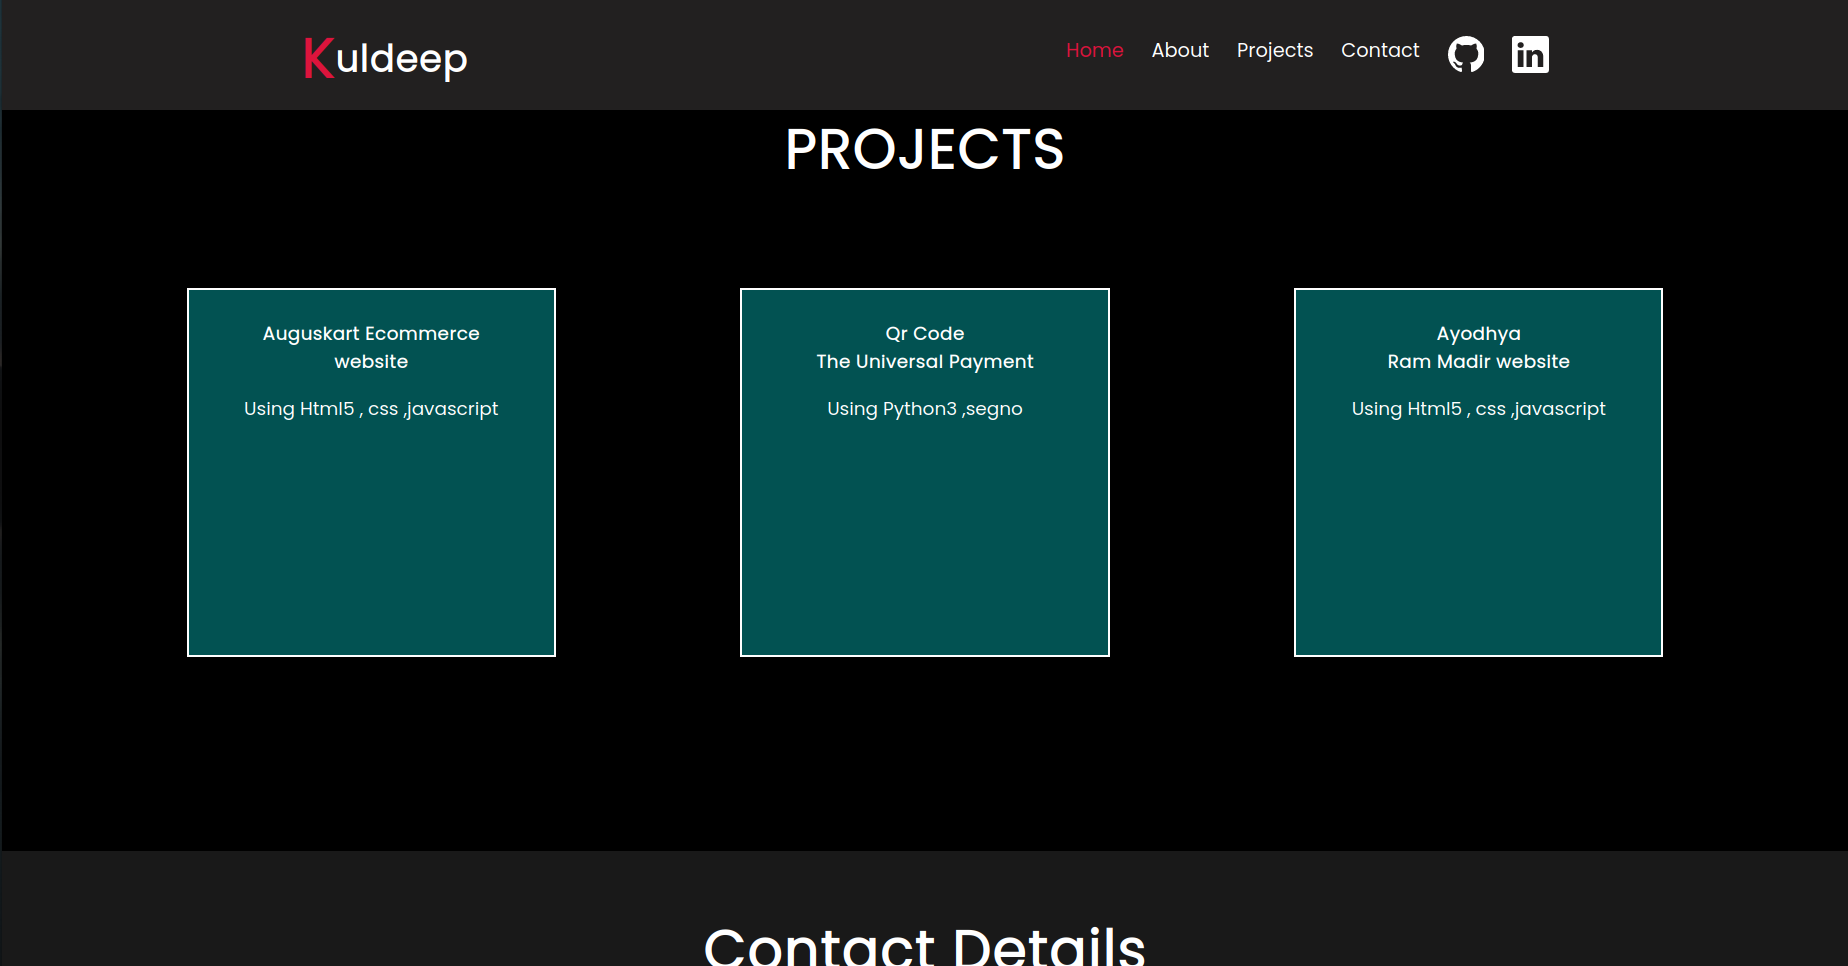 Kuldeep
Home About Projects Contact
in
PROJECTS
Auguskart Ecommerce
website
Using Html5 , css ,javascript
Qr Code
The Universal Payment
Using Python3 ,segno
Ayodhya
Ram Madir website
Using Html5 , css ,javascript
Contact Details